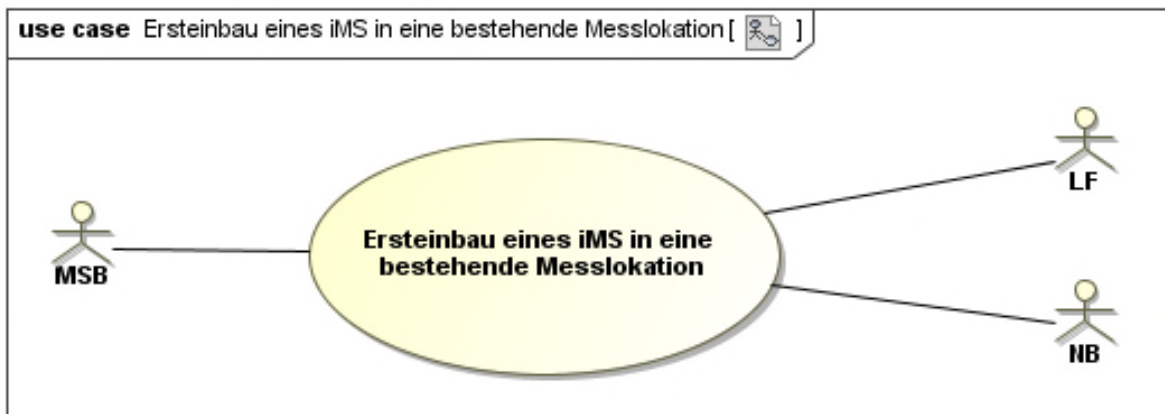 use case Ersteinbau eines iMS in eine bestehende Messlokation [ ]
LF
Ersteinbau eines iMS in eine
bestehende Messlokation
MSB
NB